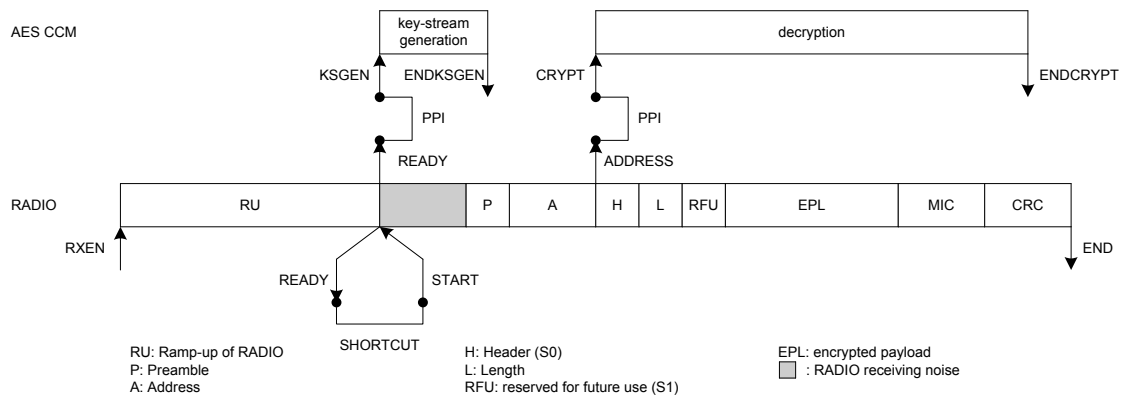 AES CCM
key-stream
generation
decryption
KSGEN
ENDKSGEN
CRYPT
ENDCRYPT
PPI
PPI
READY
ADDRESS
RADIO
RU
P
A
H
L
RFU
EPL
MIC
CRC
RXEN
END
READY
START
SHORTCUT
RU: Ramp-up of RADIO
P: Preamble
A: Address
H: Header (S0)
L: Length
RFU: reserved for future use (S1)
EPL: encrypted payload
: RADIO receiving noise